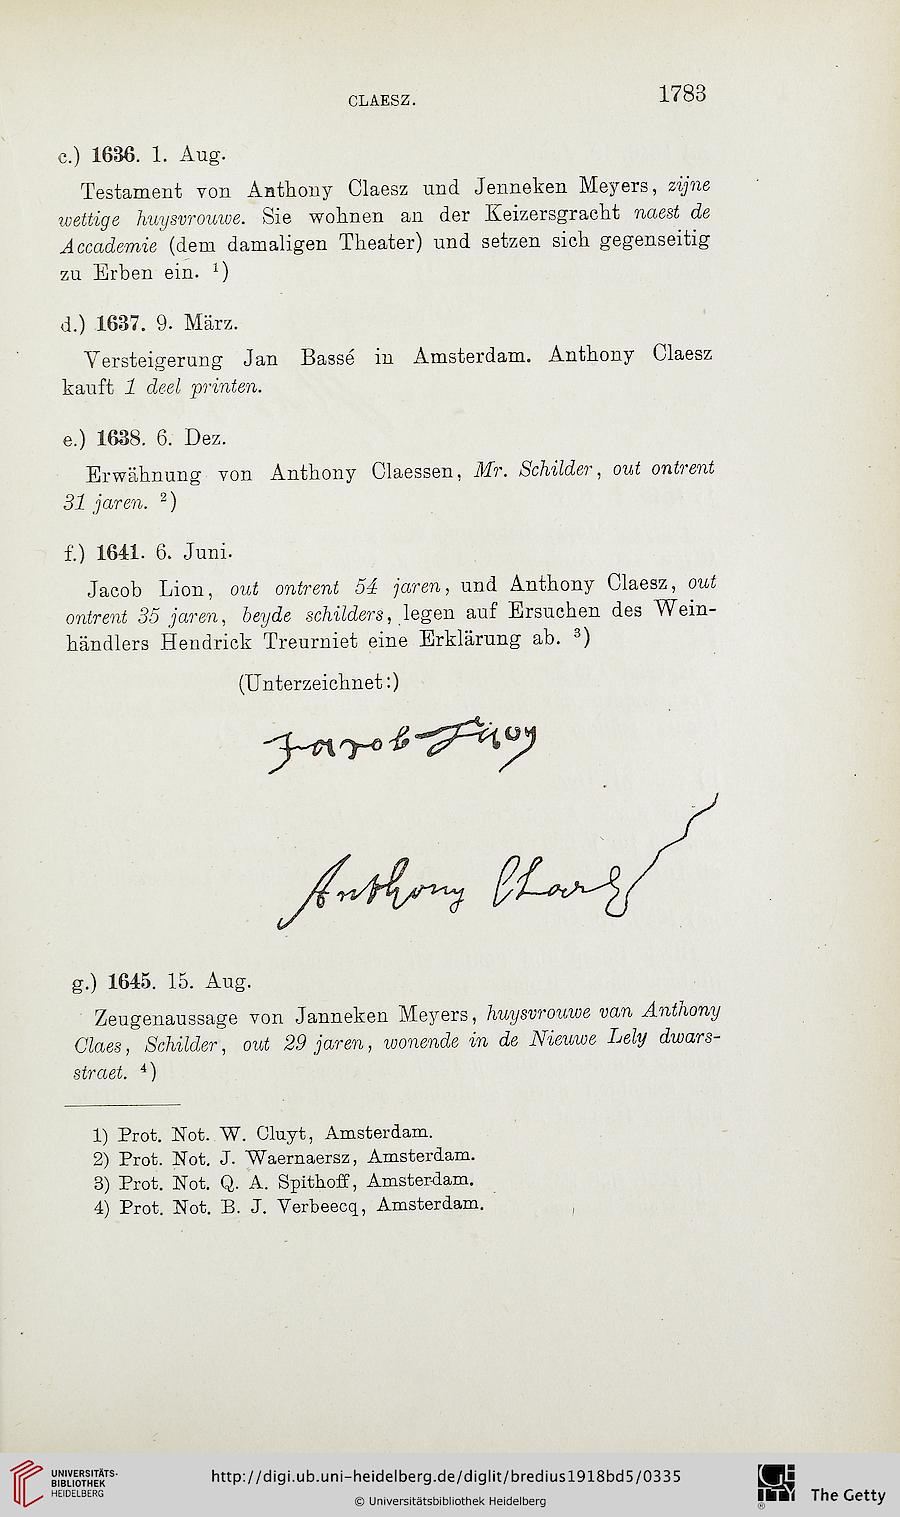 CLAESZ.
1783
c.) 1636. 1. Aug.
Testament von Anthony Claesz und Jenneken Meyers, zijne
wettige huysvrouwe. Sie wohnen an der Keizersgracht naest de
Accademie (dem damaligen Theater) und setzen sich gegenseitig
zu Erben ein. ¹)
d.) 1637. 9. März.
Versteigerung Jan Bassé in Amsterdam. Anthony Claesz
kauft 1 deel printen.
e.) 1638. 6. Dez.
Erwähnung von Anthony Claessen, Mr. Schilder, out ontrent
31 jaren. ²)
f.) 1641. 6. Juni.
Jacob Lion, out ontrent 54 jaren, und Anthony Claesz, out
ontrent 35 jaren, beyde schilders, legen auf Ersuchen des Wein-
händlers Hendrick Treurniet eine Erklärung ab. ³)
(Unterzeichnet:)
Jacob
Anthony Claesz
g.) 1645. 15. Aug.
Zeugenaussage von Janneken Meyers, huysvrouwe van Anthony
Claes, Schilder, out 29 jaren, wonende in de Nieuwe Lely dwars-
straet. ⁴)
1) Prot. Not. W. Cluyt, Amsterdam.
2) Prot. Not. J. Waernaersz, Amsterdam.
3) Prot. Not. Q. A. Spithoff, Amsterdam.
4) Prot. Not. B. J. Verbeecq, Amsterdam.
UNIVERSITÄTS-
BIBLIOTHEK
HEIDELBERG
http://digi.ub.uni-heidelberg.de/diglit/bredius1918bd5/0335
© Universitätsbibliothek Heidelberg
The Getty